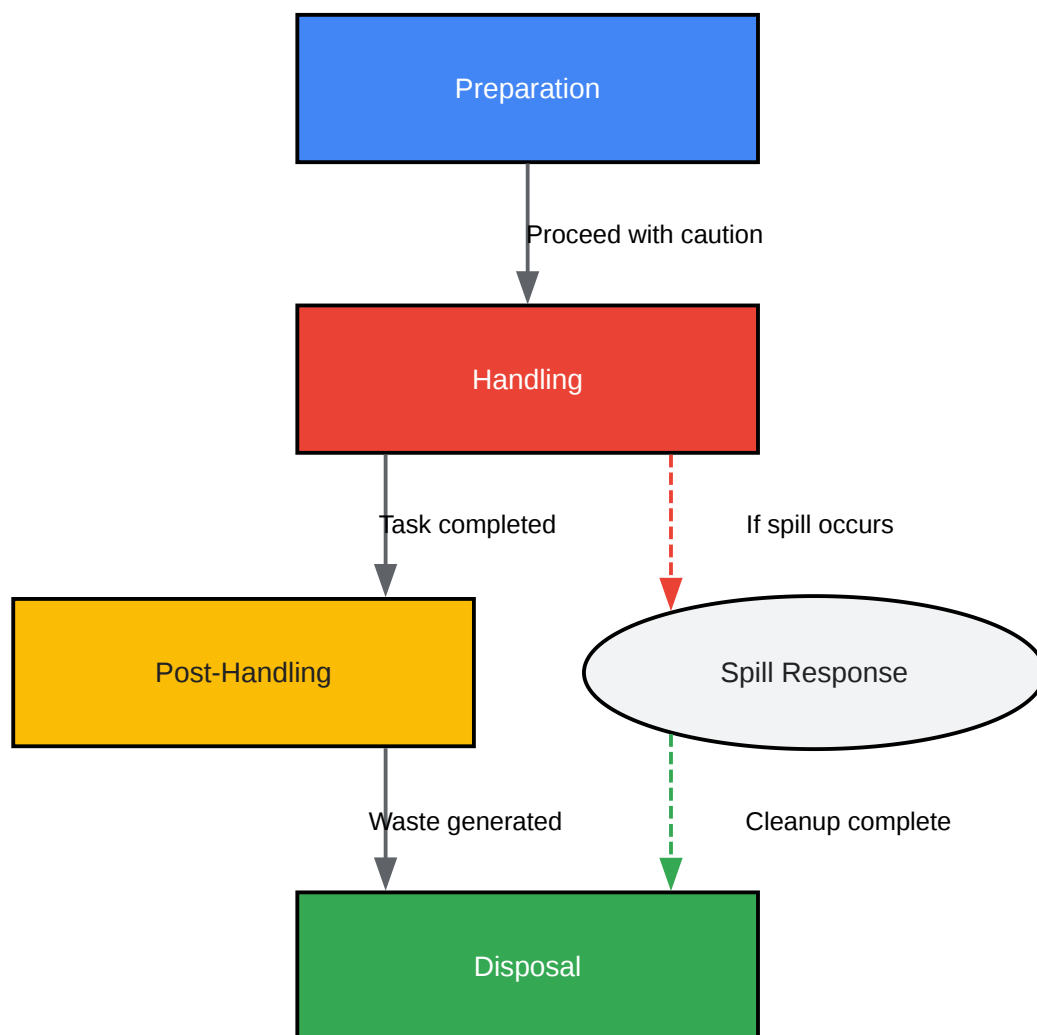 Preparation
Proceed with caution
Handling
Task completed
If spill occurs
Post-Handling
Spill Response
Waste generated
Cleanup complete
Disposal